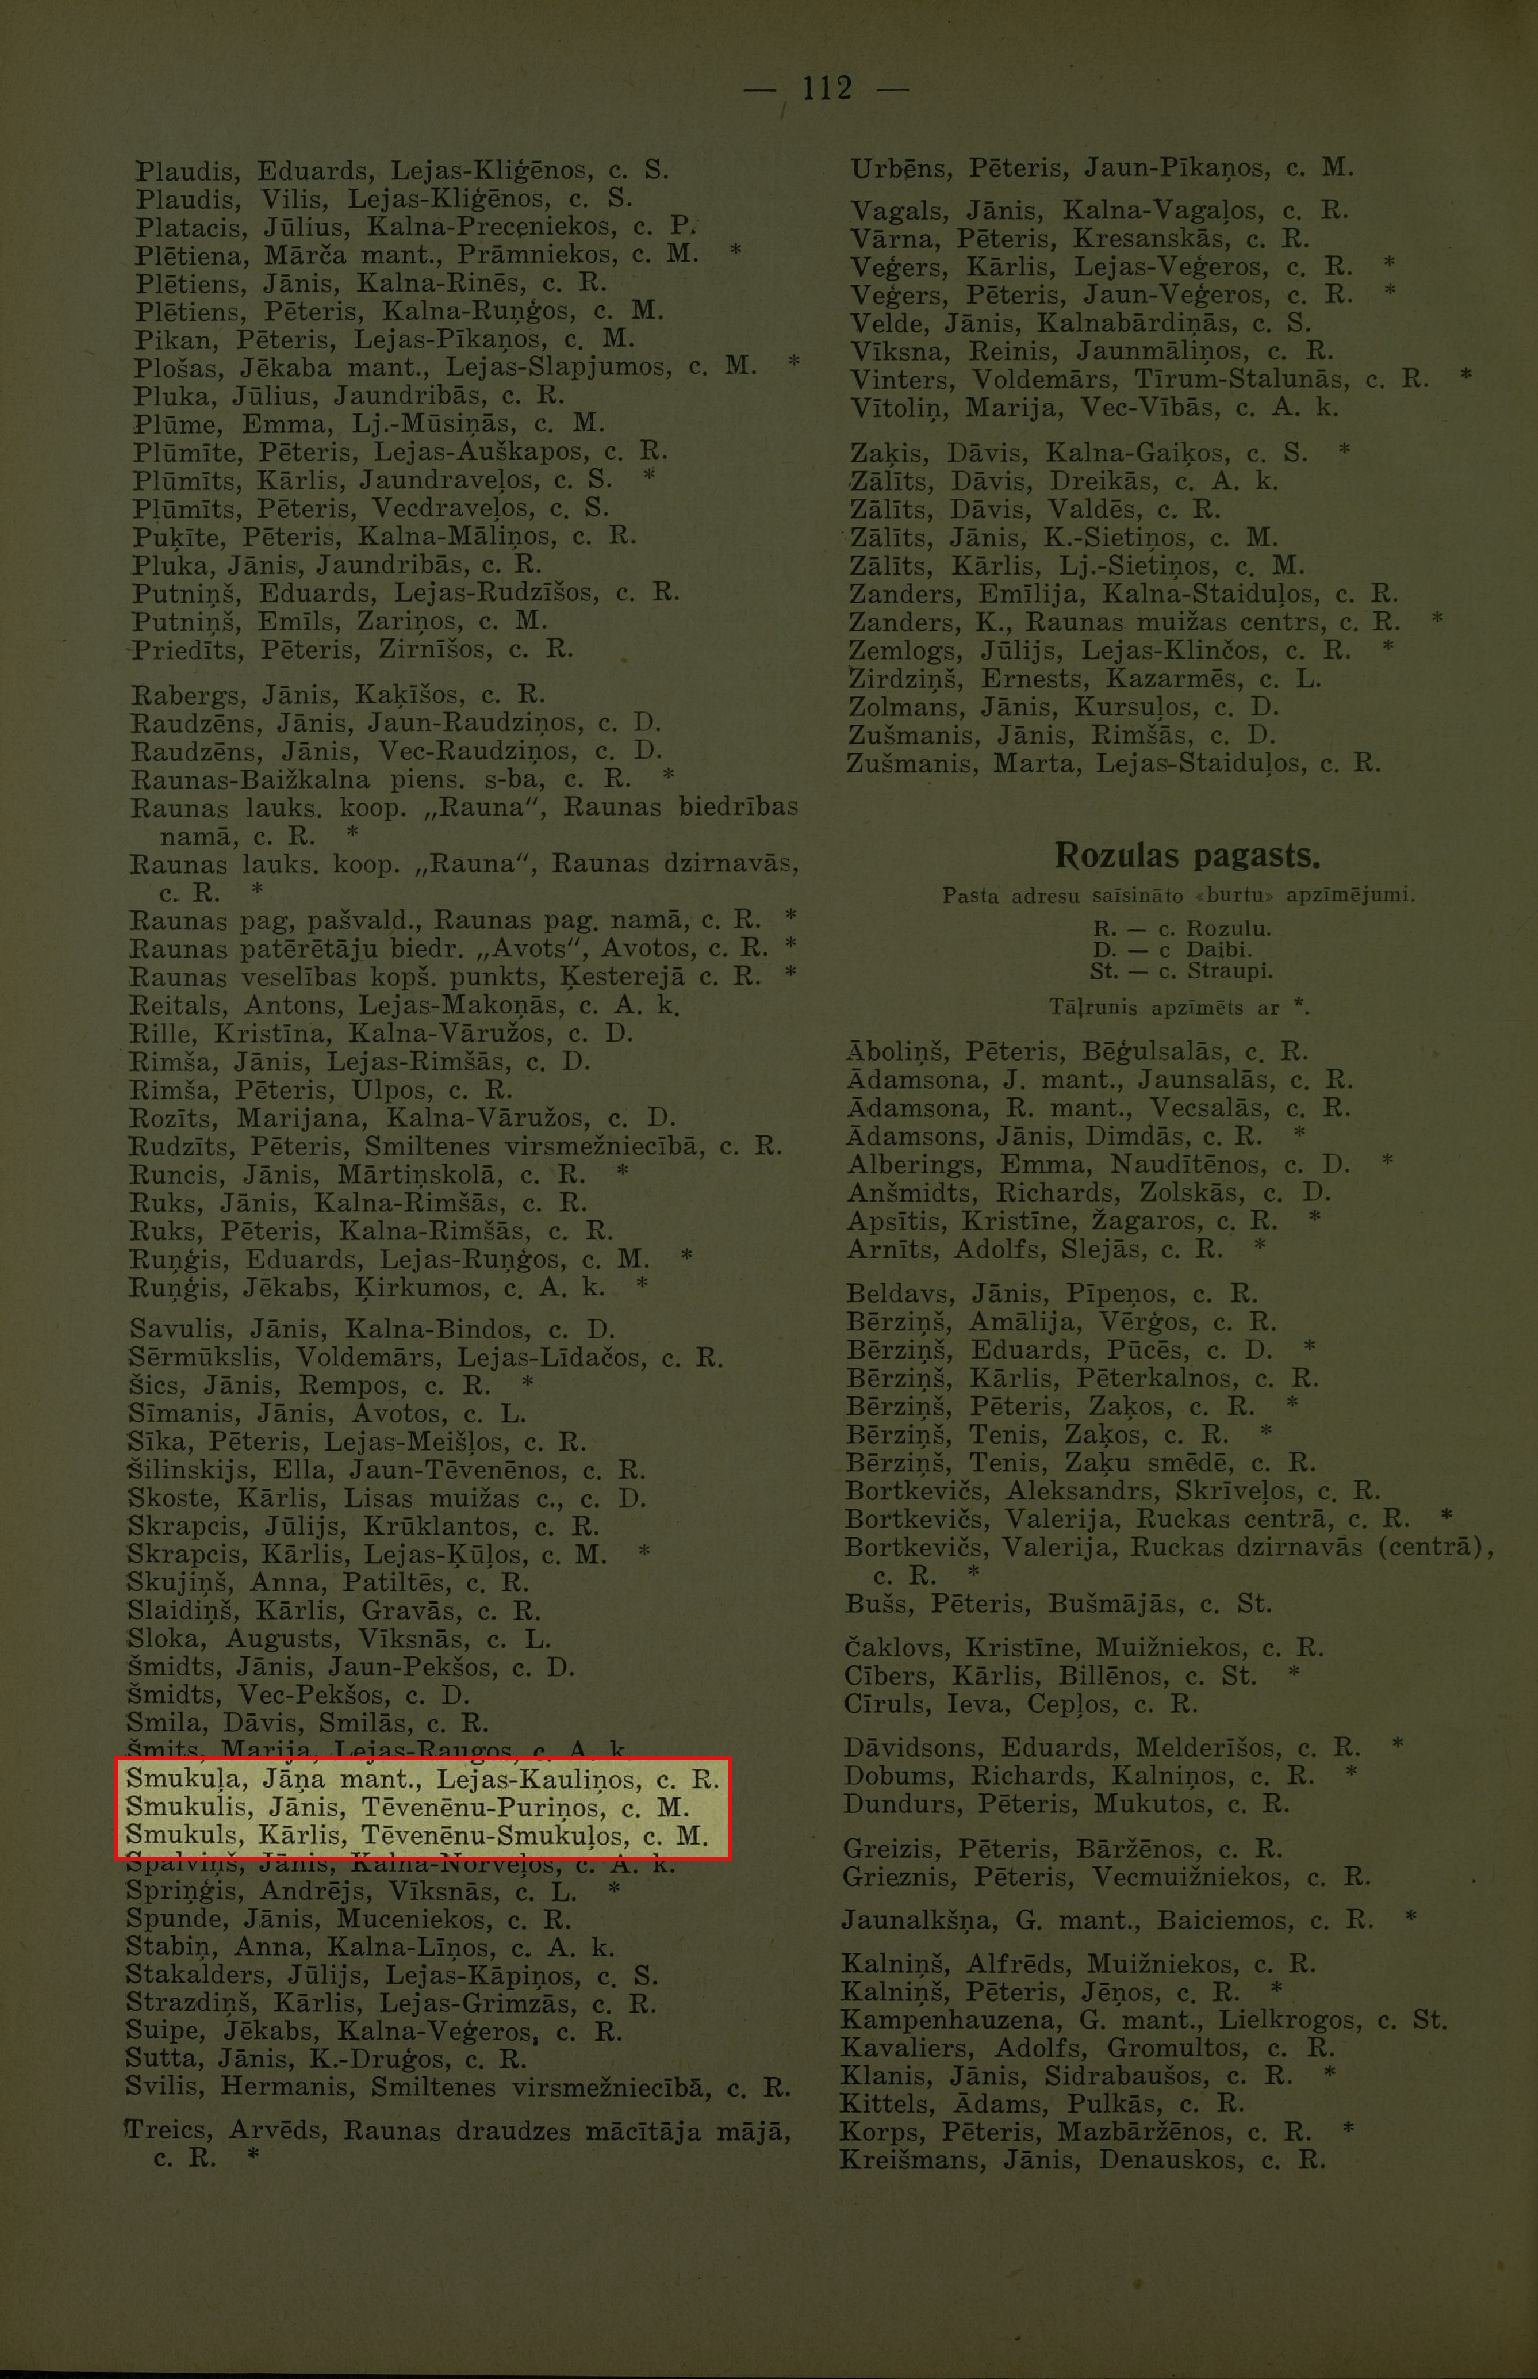 — 112 —
Plaudis, Eduards, Lejas-Kliģēnos, c. S.
Plaudis, Vilis, Lejas-Kliģēnos, c. S.
Platacis, Jūlius, Kalna-Preceniekos, c. P.
Plētiena, Mārča mant., Prāmniekos, c. M. *
Plētiens, Jānis, Kalna-Rinēs, c. R.
Plētiens, Pēteris, Kalna-Ruņģos, c. M.
Pikan, Pēteris, Lejas-Pīkaņos, c. M.
Plošas, Jēkaba mant., Lejas-Slapjumos, c. M. *
Pluka, Jūlius, Jaundribās, c. R.
Plūme, Emma, Lj.-Mūsiņās, c. M.
Plūmīte, Pēteris, Lejas-Auškapos, c. R.
Plūmīts, Kārlis, Jaundraveļos, c. S. *
Plūmīts, Pēteris, Vecdraveļos, c. S.
Puķīte, Pēteris, Kalna-Māliņos, c. R.
Pluka, Jānis, Jaundribās, c. R.
Putniņš, Eduards, Lejas-Rudzīšos, c. R.
Putniņš, Emīls, Zariņos, c. M.
Priedīts, Pēteris, Zirnīšos, c. R.
Rabergs, Jānis, Kaķīšos, c. R.
Raudzēns, Jānis, Jaun-Raudziņos, c. D.
Raudzēns, Jānis, Vec-Raudziņos, c. D.
Raunas-Baižkalna piens. s-ba, c. R. *
Raunas lauks. koop. „Rauna", Raunas biedrības
namā, c. R. *
Raunas lauks. koop. „Rauna", Raunas dzirnavās,
c. R. *
Raunas pag, pašvald., Raunas pag. namā, c. R. *
Raunas patērētāju biedr. „Avots", Avotos, c. R. *
Raunas veselības kopš. punkts, Ķesterejā c. R. *
Reitals, Antons, Lejas-Makoņās, c. A. k.
Rille, Kristīna, Kalna-Vāružos, c. D.
Rimša, Jānis, Lejas-Rimšās, c. D.
Rimša, Pēteris, Ulpos, c. R.
Rozīts, Marijana, Kalna-Vāružos, c. D.
Rudzīts, Pēteris, Smiltenes virsmežniecībā, c. R.
Runcis, Jānis, Mārtiņskolā, c. R. *
Ruks, Jānis, Kalna-Rimšās, c. R.
Ruks, Pēteris, Kalna-Rimšās, c. R.
Ruņģis, Eduards, Lejas-Ruņģos, c. M. *
Ruņģis, Jēkabs, Ķirkumos, c. A. k. *
Savulis, Jānis, Kalna-Bindos, c. D.
Sērmūkslis, Voldemārs, Lejas-Līdačos, c. R.
Šics, Jānis, Rempos, c. R. *
Sīmanis, Jānis, Avotos, c. L.
Sīka, Pēteris, Lejas-Meišļos, c. R.
Šilinskijs, Ella, Jaun-Tēvenēnos, c. R.
Skoste, Kārlis, Lisas muižas c., c. D.
Skrapcis, Jūlijs, Krūklantos, c. R.
Skrapcis, Kārlis, Lejas-Ķūļos, c. M. *
Skujiņš, Anna, Patiltēs, c. R.
Slaidiņš, Kārlis, Gravās, c. R.
Sloka, Augusts, Vīksnās, c. L.
Šmidts, Jānis, Jaun-Pekšos, c. D.
Šmidts, Vec-Pekšos, c. D.
Smila, Dāvis, Smilās, c. R.
Šmits, Marija, Lejas-Raugos, c. A. k.
Smukuļa, Jāņa mant., Lejas-Kauliņos, c. R.
Smukulis, Jānis, Tēvenēnu-Puriņos, c. M.
Smukuls, Kārlis, Tēvenēnu-Smukuļos, c. M.
Spalviņš, Jānis, Kalna-Norveļos, c. A. k.
Spriņģis, Andrējs, Vīksnās, c. L. *
Spunde, Jānis, Muceniekos, c. R.
Stabiņ, Anna, Kalna-Līņos, c. A. k.
Stakalders, Jūlijs, Lejas-Kāpiņos, c. S.
Strazdiņš, Kārlis, Lejas-Grimzās, c. R.
Suipe, Jēkabs, Kalna-Veģeros, c. R.
Sutta, Jānis, K.-Druģos, c. R.
Svilis, Hermanis, Smiltenes virsmežniecībā, c. R.
Treics, Arvēds, Raunas draudzes mācītāja mājā,
c. R. *
Urbēns, Pēteris, Jaun-Pīkaņos, c. M.
Vagals, Jānis, Kalna-Vagaļos, c. R.
Vārna, Pēteris, Kresanskās, c. R.
Veģers, Kārlis, Lejas-Veģeros, c. R. *
Veģers, Pēteris, Jaun-Veģeros, c. R. *
Velde, Jānis, Kalnabārdiņās, c. S.
Vīksna, Reinis, Jaunmāliņos, c. R.
Vinters, Voldemārs, Tīrum-Stalunās, c. R. *
Vītoliņ, Marija, Vec-Vībās, c. A. k.
Zaķis, Dāvis, Kalna-Gaiķos, c. S. *
Zālīts, Dāvis, Dreikās, c. A. k.
Zālīts, Dāvis, Valdēs, c. R.
Zālīts, Jānis, K.-Sietiņos, c. M.
Zālīts, Kārlis, Lj.-Sietiņos, c. M.
Zanders, Emīlija, Kalna-Staiduļos, c. R.
Zanders, K., Raunas muižas centrs, c. R. *
Zemlogs, Jūlijs, Lejas-Klinčos, c. R. *
Zirdziņš, Ernests, Kazarmēs, c. L.
Zolmans, Jānis, Kursuļos, c. D.
Zušmanis, Jānis, Rimšās, c. D.
Zušmanis, Marta, Lejas-Staiduļos, c. R.
Rozulas pagasts.
Pasta adresu saīsināto «burtu» apzīmējumi.
R. — c. Rozulu.
D. — c Daibi.
St. — c. Straupi.
Tāļrunis apzīmēts ar *.
Āboliņš, Pēteris, Bēģulsalās, c. R.
Ādamsona, J. mant., Jaunsalās, c. R.
Ādamsona, R. mant., Vecsalās, c. R.
Ādamsons, Jānis, Dimdās, c. R. *
Alberings, Emma, Naudītēnos, c. D. *
Anšmidts, Richards, Zolskās, c. D.
Apsītis, Kristīne, Žagaros, c. R. *
Arnīts, Adolfs, Slejās, c. R. *
Beldavs, Jānis, Pīpeņos, c. R.
Bērziņš, Amālija, Vērģos, c. R.
Bērziņš, Eduards, Pūcēs, c. D. *
Bērziņš, Kārlis, Pēterkalnos, c. R.
Bērziņš, Pēteris, Zaķos, c. R. *
Bērziņš, Tenis, Zaķos, c. R. *
Bērziņš, Tenis, Zaķu smēdē, c. R.
Bortkevičs, Aleksandrs, Skrīveļos, c. R.
Bortkevičs, Valerija, Ruckas centrā, c. R. *
Bortkevičs, Valerija, Ruckas dzirnavās (centrā),
c. R. *
Bušs, Pēteris, Bušmājās, c. St.
Čaklovs, Kristīne, Muižniekos, c. R.
Cībers, Kārlis, Billēnos, c. St. *
Cīruls, Ieva, Cepļos, c. R.
Dāvidsons, Eduards, Melderīšos, c. R. *
Dobums, Richards, Kalniņos, c. R. *
Dundurs, Pēteris, Mukutos, c. R.
Greizis, Pēteris, Bāržēnos, c. R.
Grieznis, Pēteris, Vecmuižniekos, c. R.
Jaunalkšņa, G. mant., Baiciemos, c. R. *
Kalniņš, Alfrēds, Muižniekos, c. R.
Kalniņš, Pēteris, Jēņos, c. R. *
Kampenhauzena, G. mant., Lielkrogos, c. St.
Kavaliers, Adolfs, Gromultos, c. R.
Klanis, Jānis, Sidrabaušos, c. R. *
Kittels, Ādams, Pulkās, c. R.
Korps, Pēteris, Mazbāržēnos, c. R. *
Kreišmans, Jānis, Denauskos, c. R.